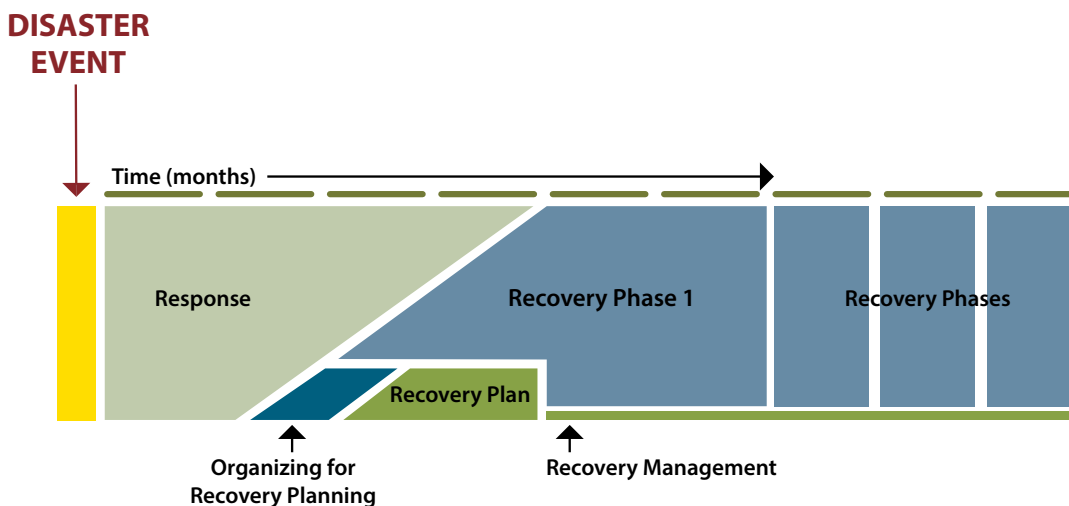 DISASTER
EVENT
Time (months)
Response
Recovery Phase 1
Recovery Phases
Recovery Plan
Organizing for
Recovery Planning
Recovery Management